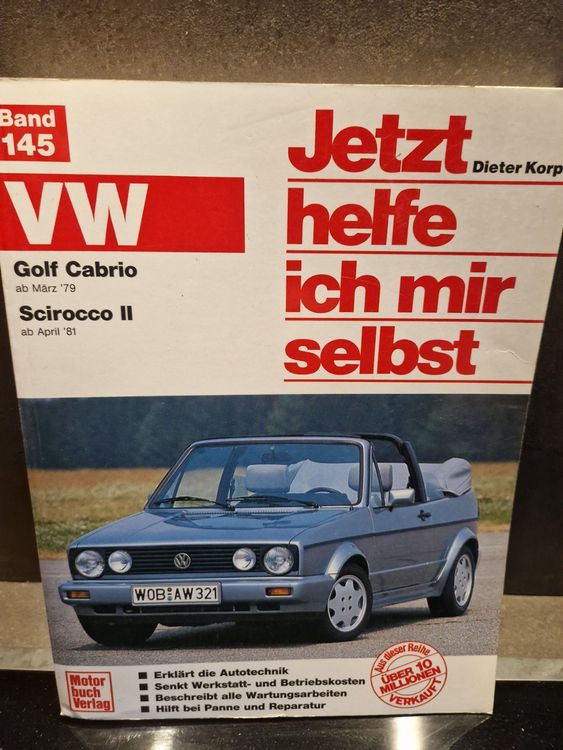 Band
145
VW
Golf Cabrio
ab März '79
Scirocco II
ab April '81
Jetzt
Dieter Korp
helfe
ich mir
selbst
WOB AW 321
Erklärt die Autotechnik
Senkt Werkstatt- und Betriebskosten
Beschreibt alle Wartungsarbeiten
Hilft bei Panne und Reparatur
Motor
buch
Verlag
Aus dieser Reihe
ÜBER 10
MILLIONEN
VERKAUFT